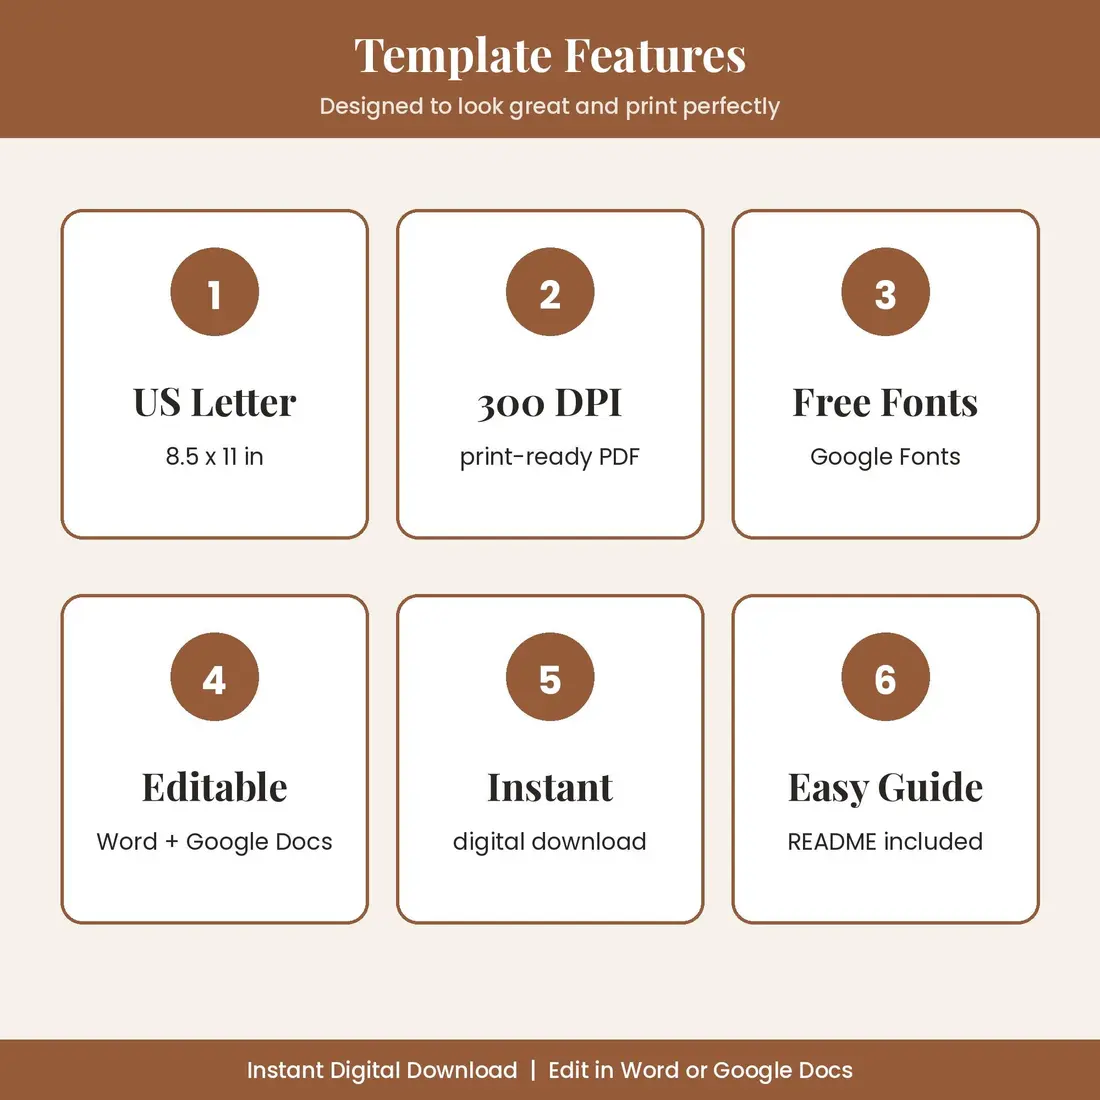 Template Features
Designed to look great and print perfectly
1
US Letter
8.5 x 11 in
2
300 DPI
print-ready PDF
3
Free Fonts
Google Fonts
4
Editable
Word + Google Docs
5
Instant
digital download
6
Easy Guide
README included
Instant Digital Download | Edit in Word or Google Docs